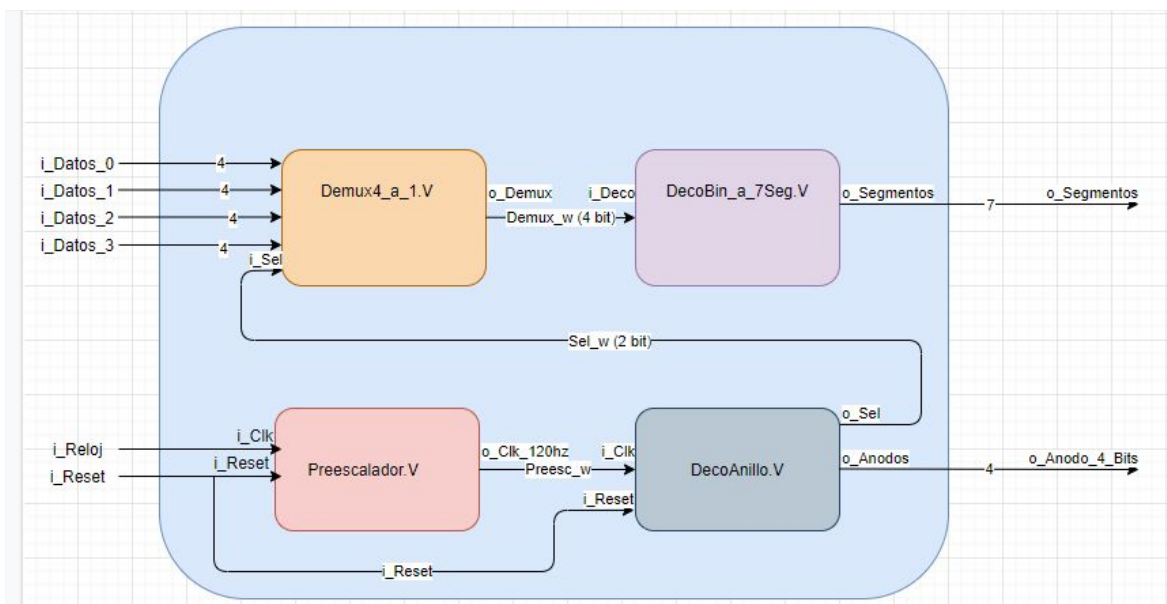 i_Datos_0
4
i_Datos_1
4
i_Datos_2
4
i_Datos_3
4
i_Sel
Demux4_a_1.V
o_Demux
Demux_w (4 bit)
i_Deco
DecoBin_a_7Seg.V
o_Segmentos
7
o_Segmentos
Sel_w (2 bit)
i_Reloj
i_Clk
i_Reset
i_Reset
Preescalador.V
o_Clk_120hz
Preesc_w
i_Clk
i_Reset
DecoAnillo.V
o_Sel
o_Anodos
4
o_Anodo_4_Bits
i_Reset